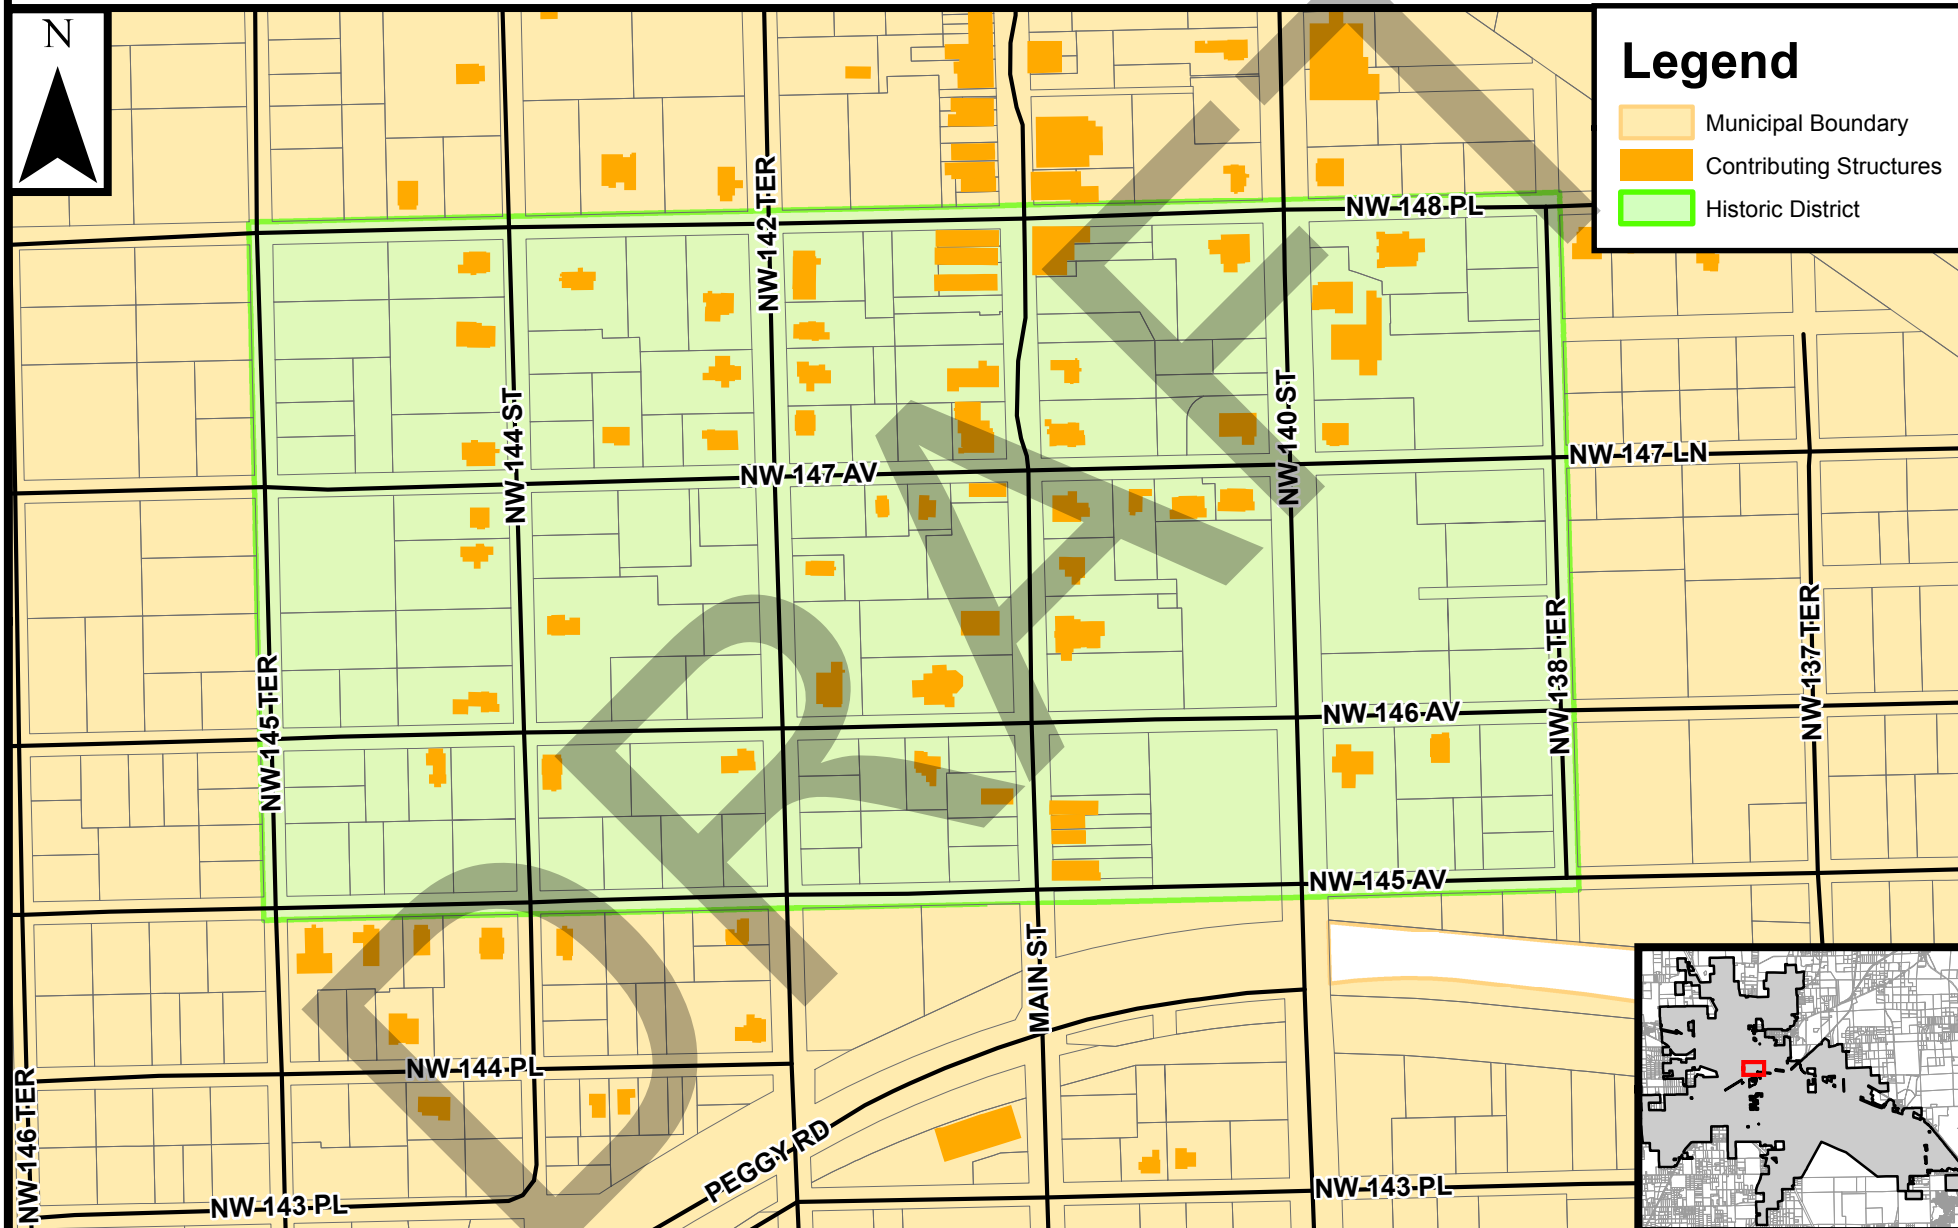 N
Legend
Municipal Boundary
Contributing Structures
Historic District
NW 148 PL
NW 142 TER
NW 144 ST
NW 140 ST
NW 147 AV
NW 147 LN
NW 145 TER
NW 138 TER
NW 137 TER
NW 146 AV
NW 145 AV
MAIN ST
NW 144 PL
NW 146 TER
PEGGY RD
NW 143 PL
NW 143 PL
DRAFT